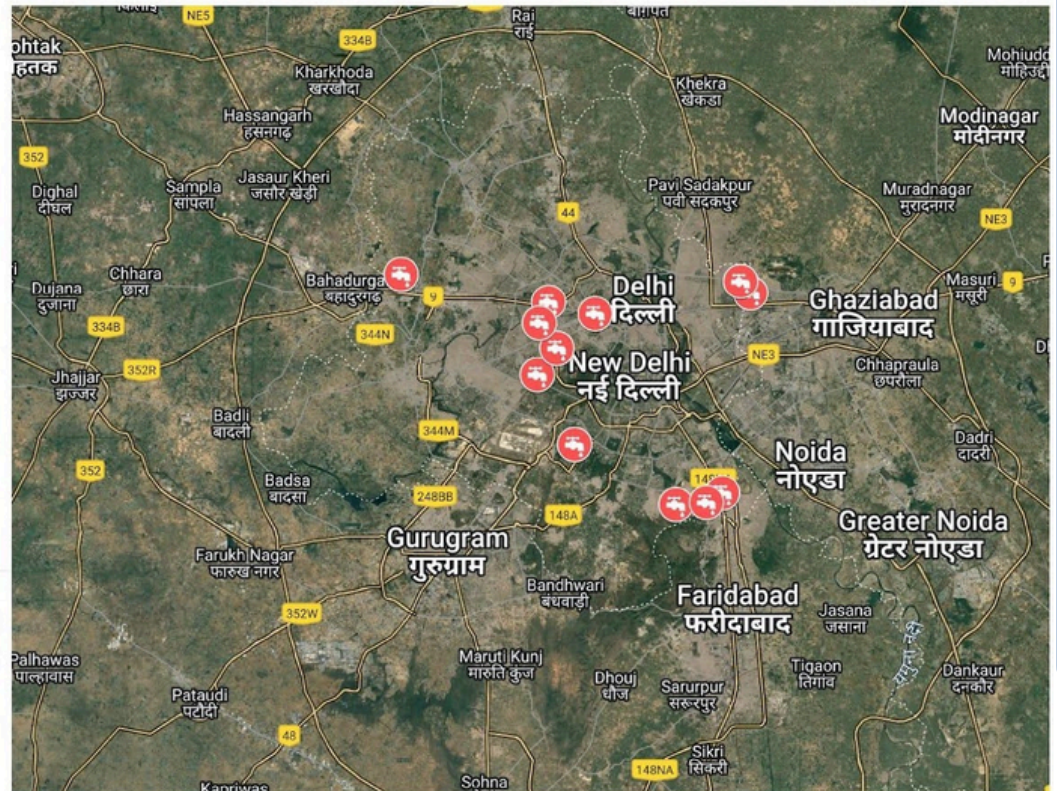 NE5
Rai
राई
334B
Kharkhoda
खरखौदा
Khekra
खेकडा
Hassangarh
हसनगढ़
Modinagar
मोदीनगर
352
Jasaur Kheri
जसौर खेड़ी
Dighal
दीघल
Sampla
सांपला
Pavi Sadakpur
पवी सदकपुर
Muradnagar
मुरादनगर
44
NE3
Chhara
छारा
Dujana
दुजाना
Bahadurga
बहादुरगढ़
9
Delhi
दिल्ली
Masuri
मसूरी
9
Ghaziabad
गाजियाबाद
334B
344N
352R
New Delhi
नई दिल्ली
NE3
Chhapraula
छपरौला
Jhajjar
झज्जर
Badli
बादली
344M
Noida
नोएडा
Dadri
दादरी
352
Badsa
बादसा
248BB
148A
Greater Noida
ग्रेटर नोएडा
Gurugram
गुरुग्राम
Farukh Nagar
फारुख नगर
Bandhwari
बंधवाड़ी
Faridabad
फरीदाबाद
Jasana
जसाना
352W
यमुना नदी
Palhawas
पाल्हावास
Maruti Kunj
मारुति कुंज
Dhouj
धौज
Sarurpur
सरूरपुर
Tigaon
तिगांव
Dankaur
दनकौर
Pataudi
पटौदी
48
Sikri
सिकरी
148NA
Sohna